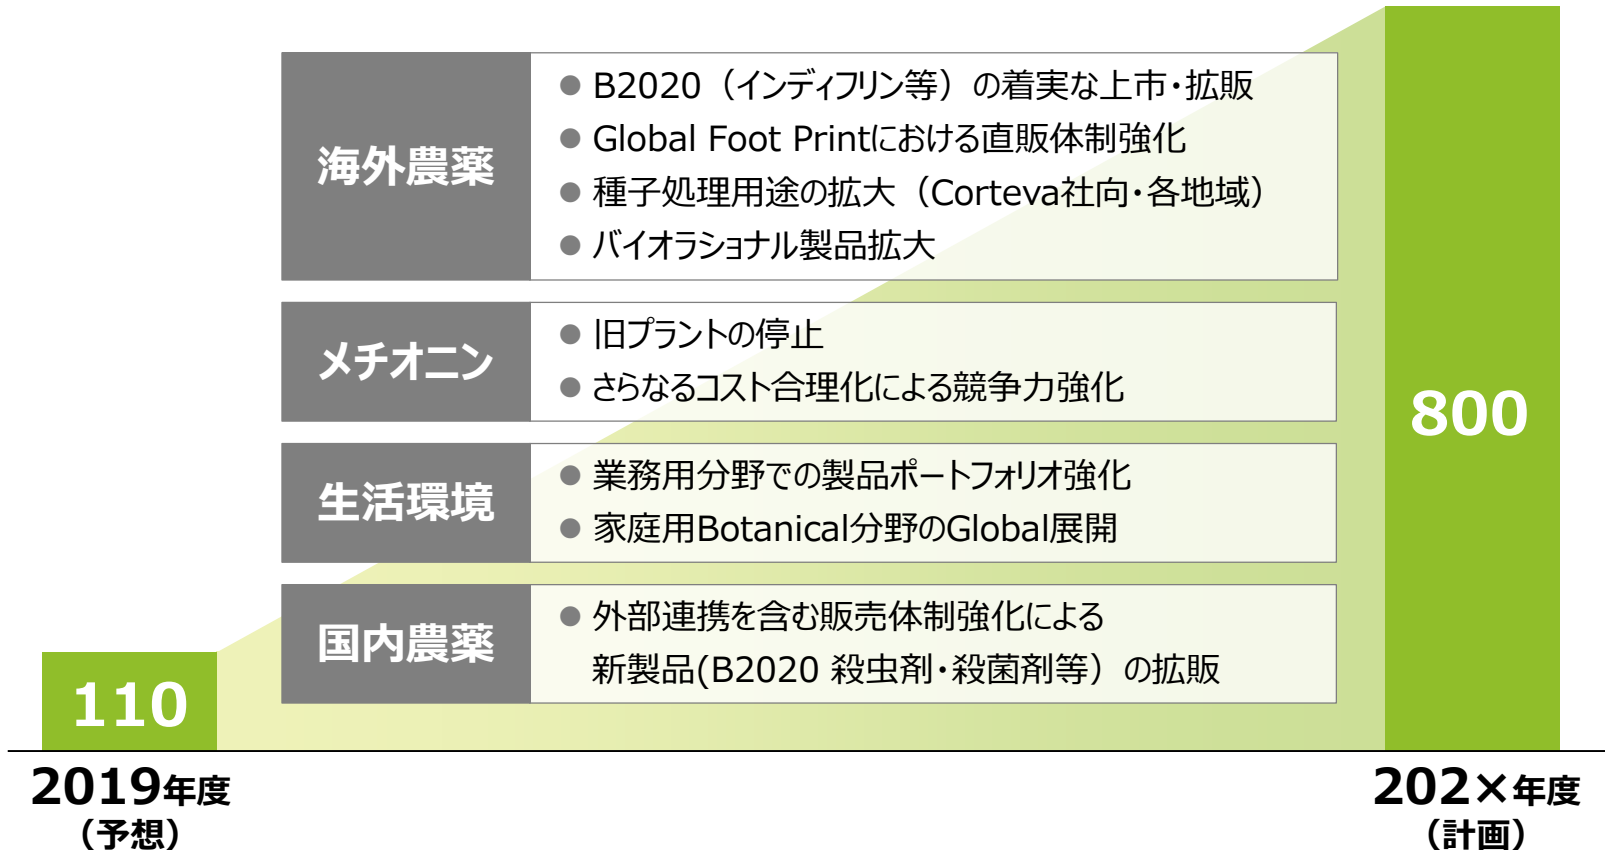 海外農薬
● B2020（インディフリン等）の着実な上市・拡販
● Global Foot Printにおける直販体制強化
● 種子処理用途の拡大（Corteva社向・各地域）
● バイオラショナル製品拡大
メチオニン
● 旧プラントの停止
● さらなるコスト合理化による競争力強化
生活環境
● 業務用分野での製品ポートフォリオ強化
● 家庭用Botanical分野のGlobal展開
国内農薬
● 外部連携を含む販売体制強化による
新製品(B2020 殺虫剤・殺菌剤等）の拡販
110
800
2019年度
（予想）
202×年度
（計画）